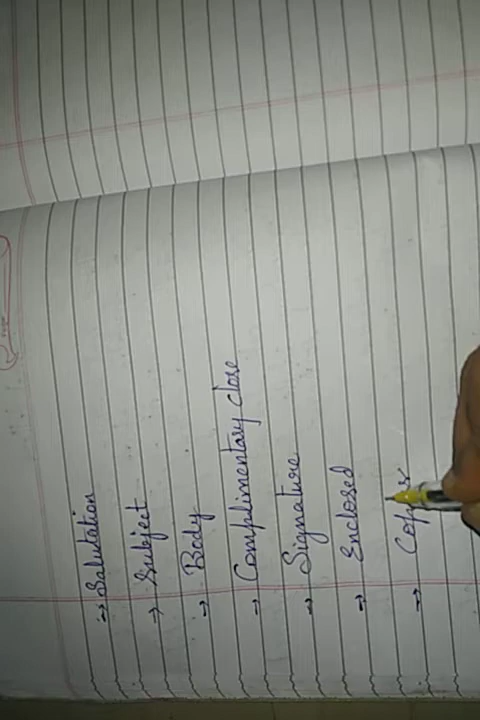 → Salutation
→ Subject
→ Body
→ Complimentary close
→ Signature
→ Enclosed
→